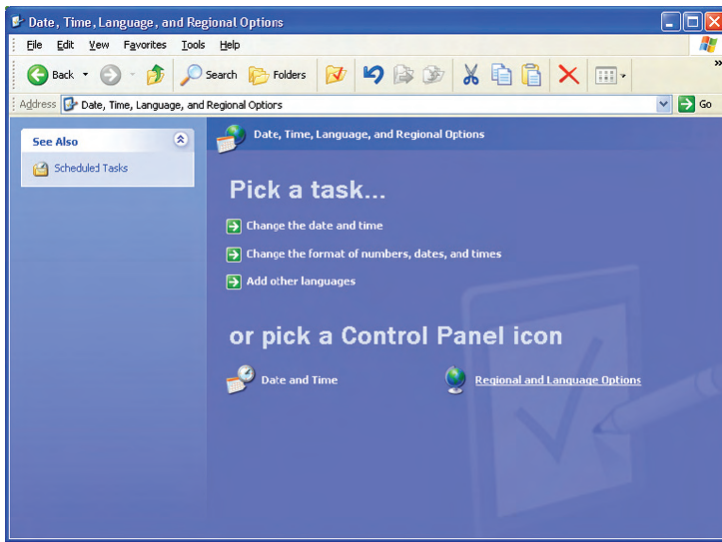 Date, Time, Language, and Regional Options
File Edit View Favorites Tools Help
Back Search Folders
Address Date, Time, Language, and Regional Options Go
See Also
Scheduled Tasks
Date, Time, Language, and Regional Options
Pick a task...
Change the date and time
Change the format of numbers, dates, and times
Add other languages
or pick a Control Panel icon
Date and Time
Regional and Language Options